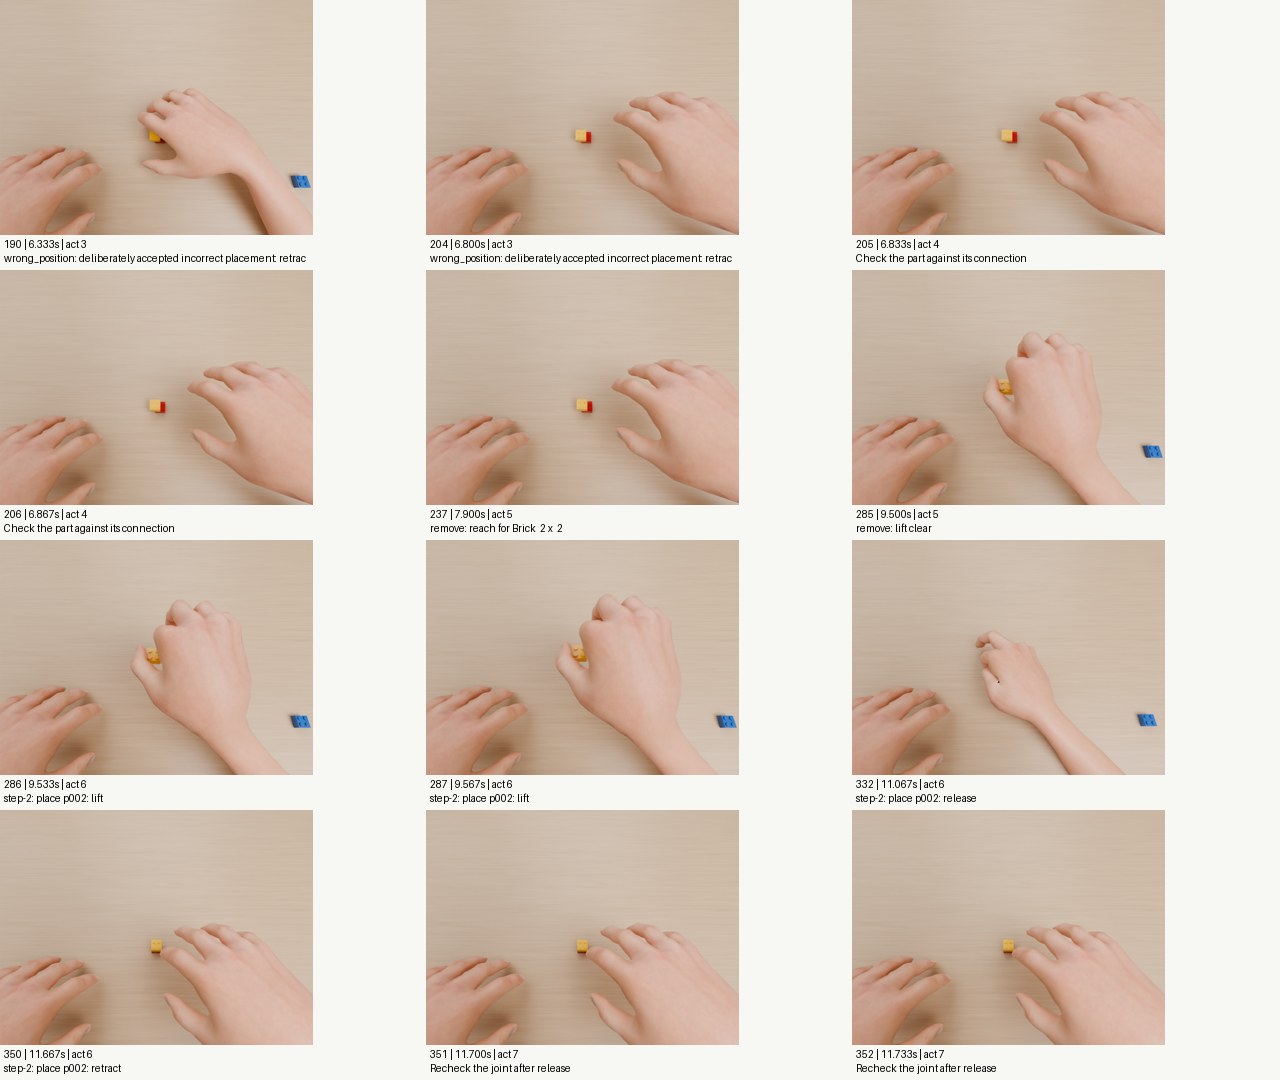 190 | 6.333s | act 3
wrong_position: deliberately accepted incorrect placement: retrac
204 | 6.800s | act 3
wrong_position: deliberately accepted incorrect placement: retrac
205 | 6.833s | act 4
Check the part against its connection
206 | 6.867s | act 4
Check the part against its connection
237 | 7.900s | act 5
remove: reach for Brick 2 x 2
285 | 9.500s | act 5
remove: lift clear
286 | 9.533s | act 6
step-2: place p002: lift
287 | 9.567s | act 6
step-2: place p002: lift
332 | 11.067s | act 6
step-2: place p002: release
350 | 11.667s | act 6
step-2: place p002: retract
351 | 11.700s | act 7
Recheck the joint after release
352 | 11.733s | act 7
Recheck the joint after release